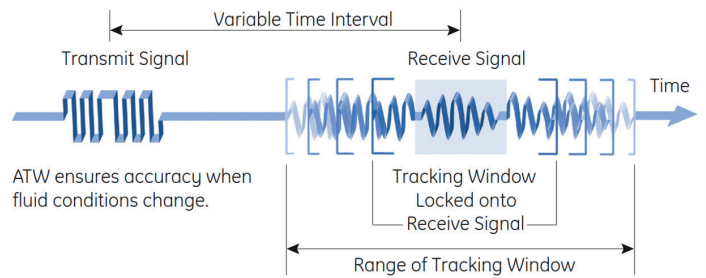 Variable Time Interval
Transmit Signal
Receive Signal
Time
ATW ensures accuracy when
fluid conditions change.
Tracking Window
Locked onto
Receive Signal
Range of Tracking Window